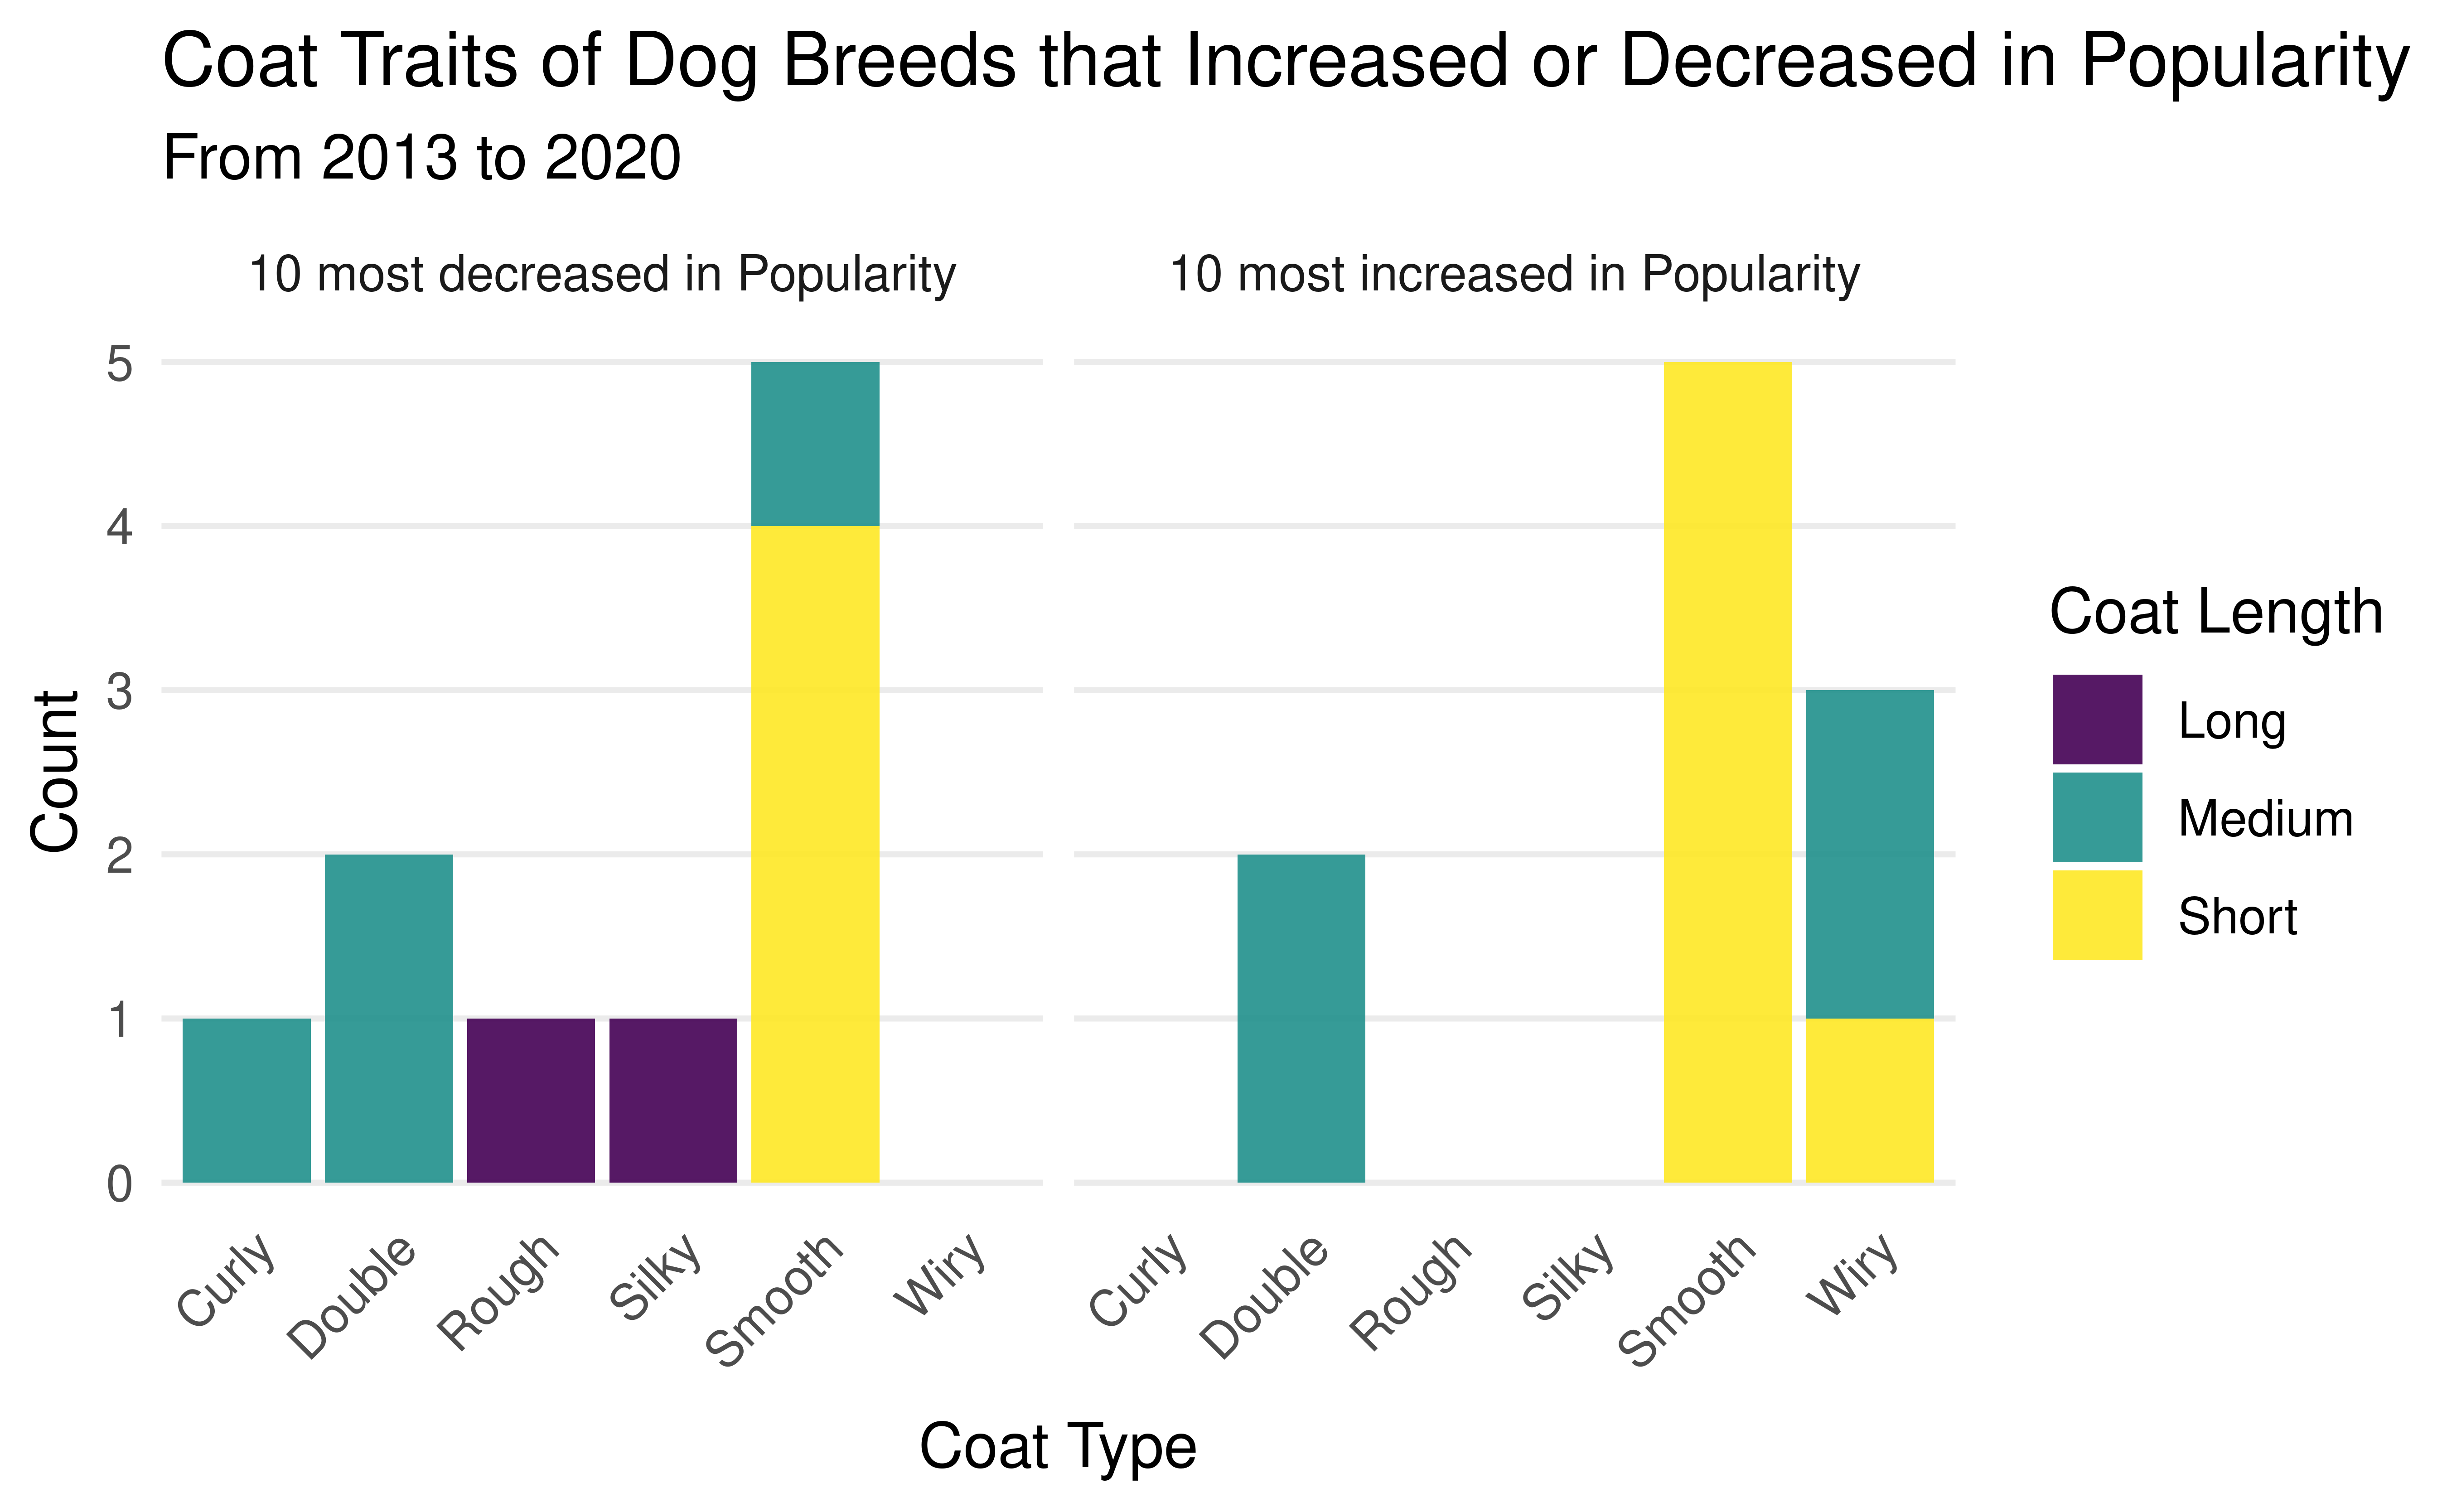 Coat Traits of Dog Breeds that Increased or Decreased in Popularity
From 2013 to 2020
10 most decreased in Popularity
10 most increased in Popularity
5
4
3
2
1
0
Count
Curly
Double
Rough
Silky
Smooth
Wiry
Curly
Double
Rough
Silky
Smooth
Wiry
Coat Type
Coat Length
Long
Medium
Short